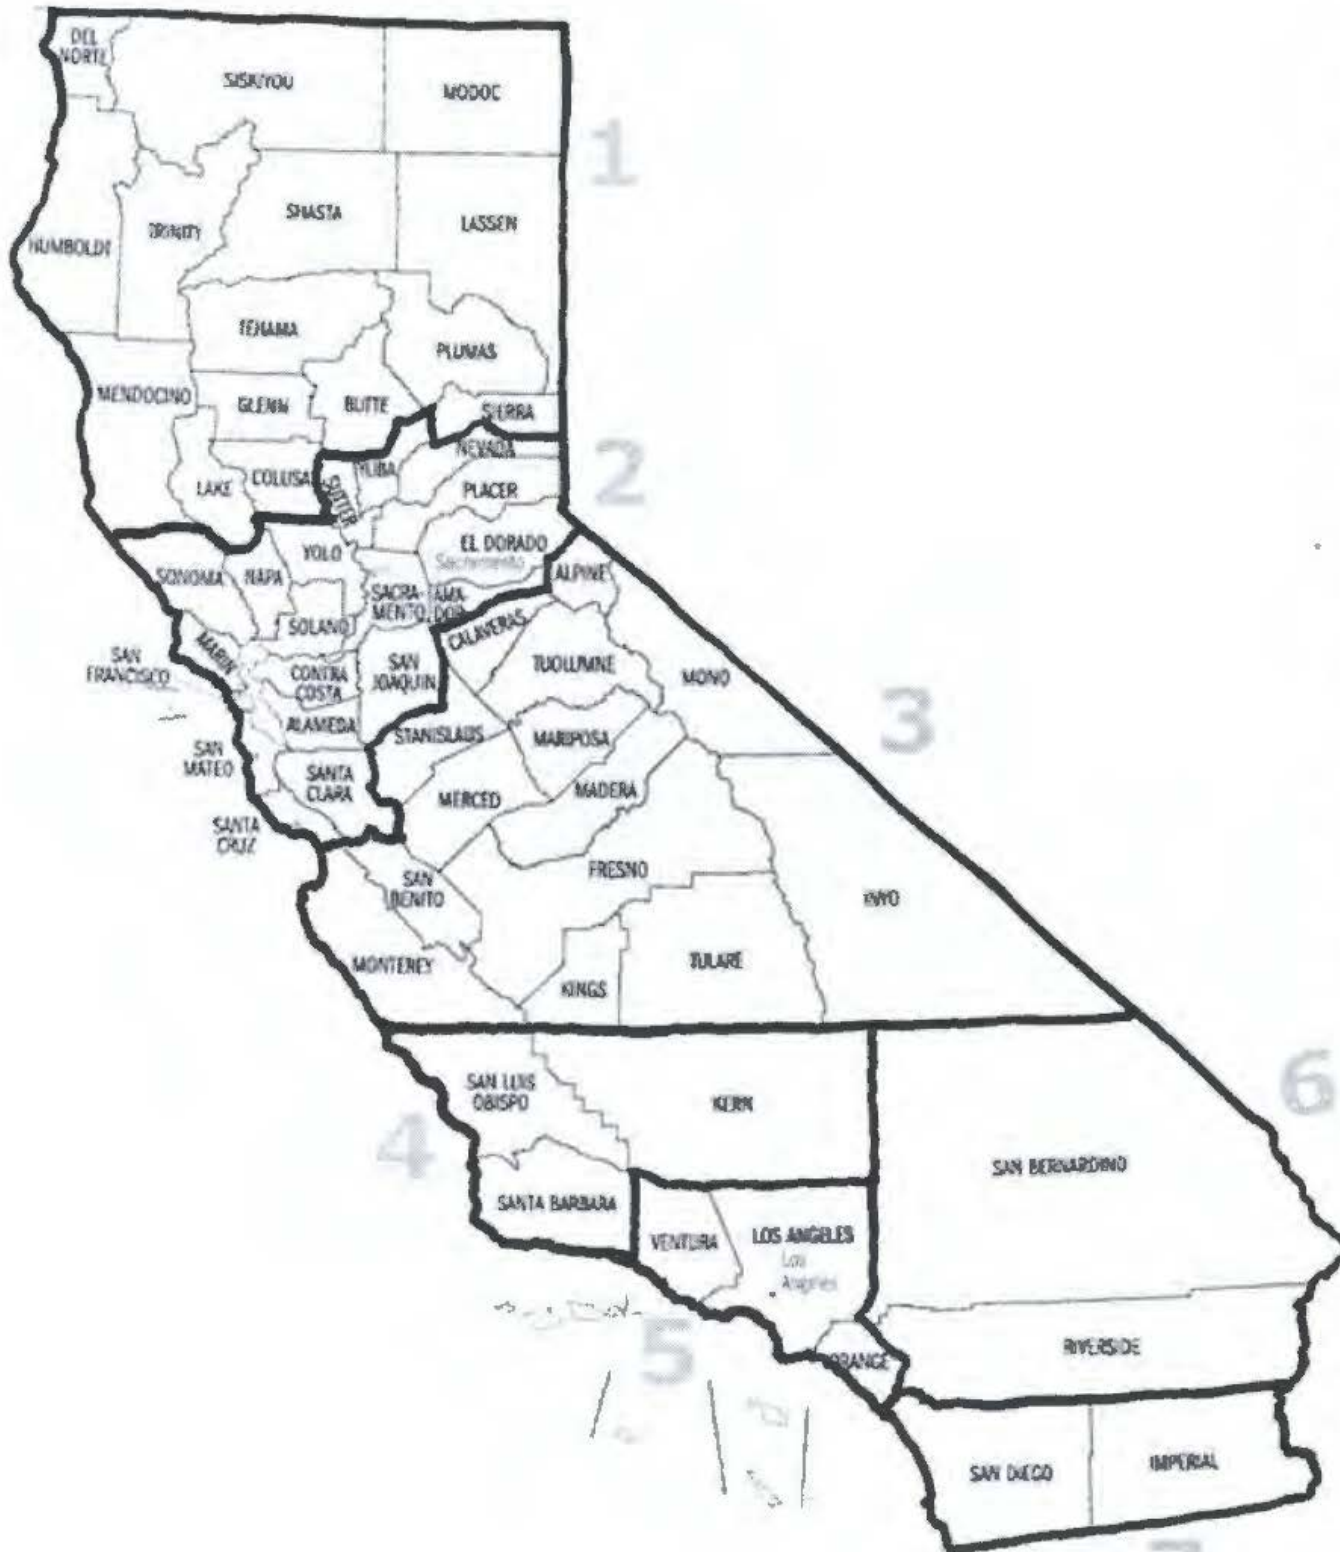 DEL
NORTE
SISKIYOU
MODOC
1
SHASTA
LASSEN
HUMBOLDT
TRINITY
TEHAMA
PLUMAS
MENDOCINO
GLENN
BUTTE
SIERRA
2
NEVADA
YUBA
LAKE
COLUSA
SUTTER
PLACER
YOLO
EL DORADO
Sacramento
SONOMA
NAPA
ALPINE
SACRA-
MENTO
AMA-
DOR
SOLANO
CALAVERAS
MARIN
SAN
FRANCISCO
CONTRA
COSTA
SAN
JOAQUIN
TUOLUMNE
MONO
3
ALAMEDA
STANISLAUS
MARIPOSA
SAN
MATEO
SANTA
CLARA
MERCED
MADERA
SANTA
CRUZ
SAN
BENITO
FRESNO
INYO
MONTEREY
KINGS
TULARE
SAN LUIS
OBISPO
KERN
6
4
SAN BERNARDINO
SANTA BARBARA
VENTURA
LOS ANGELES
Los
Angeles
5
ORANGE
RIVERSIDE
SAN DIEGO
IMPERIAL